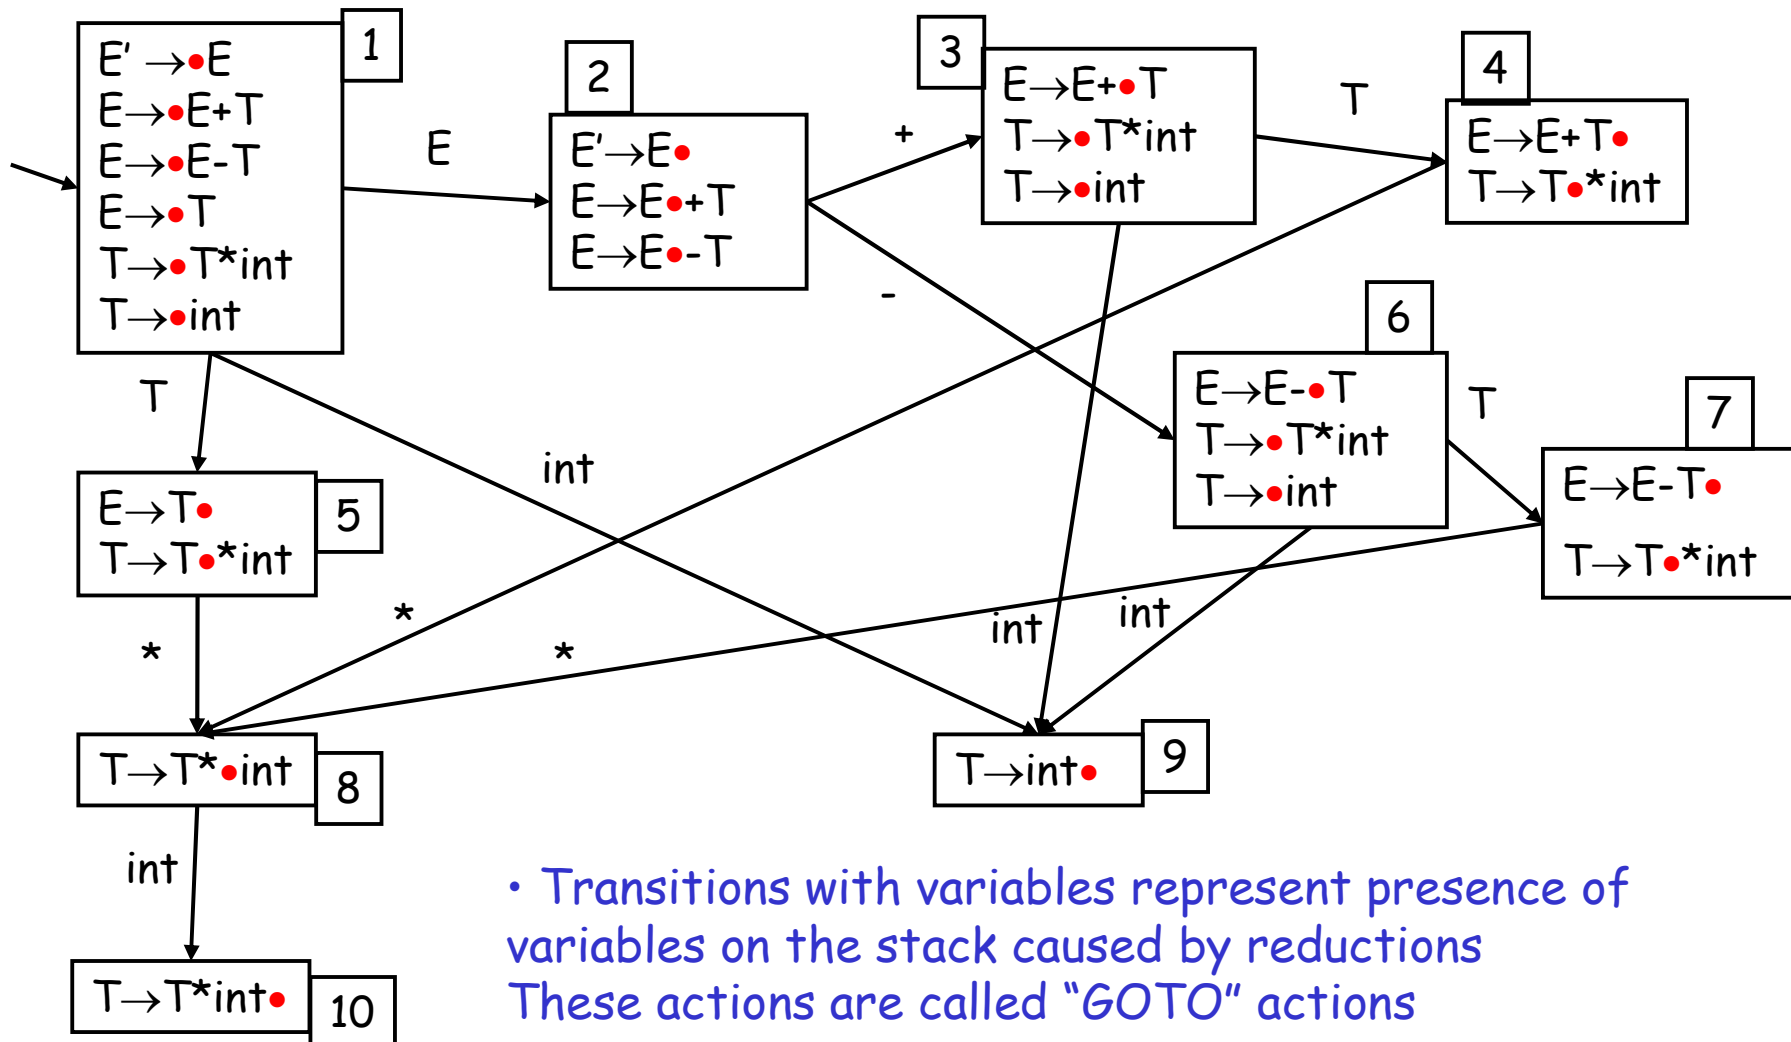 1
E' →•E
E→•E+T
E→•E-T
E→•T
T→•T*int
T→•int
E
2
E'→E•
E→E•+T
E→E•-T
+
-
3
E→E+•T
T→•T*int
T→•int
T
4
E→E+T•
T→T•*int
6
E→E-•T
T→•T*int
T→•int
T
7
E→E-T•
T→T•*int
T
int
5
E→T•
T→T•*int
*
*
*
int
int
8
T→T*•int
9
T→int•
int
10
T→T*int•
• Transitions with variables represent presence of
variables on the stack caused by reductions
These actions are called “GOTO” actions